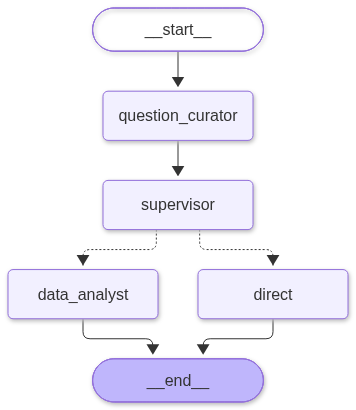 __start__
question_curator
supervisor
data_analyst
direct
__end__